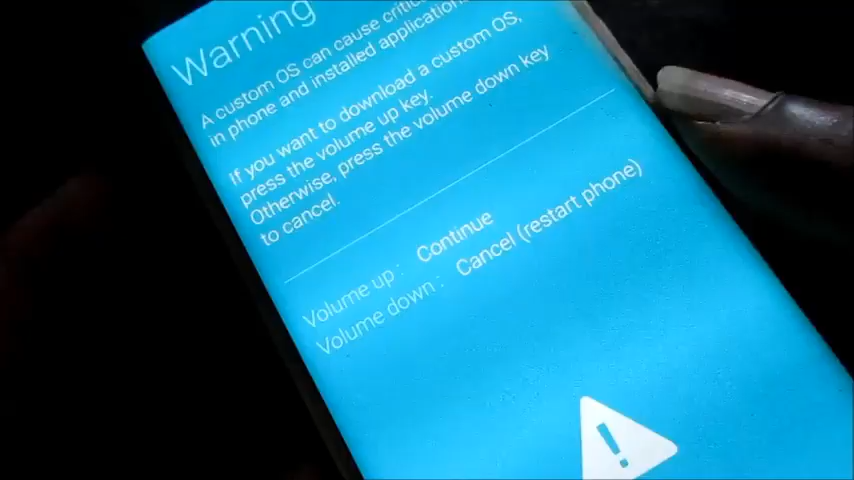 Warning
A custom OS can cause
in phone and installed
If you want to download a custom OS,
press the volume up key.
Otherwise, press the volume down key
to cancel.
Volume up : Continue
Volume down : Cancel (restart phone)